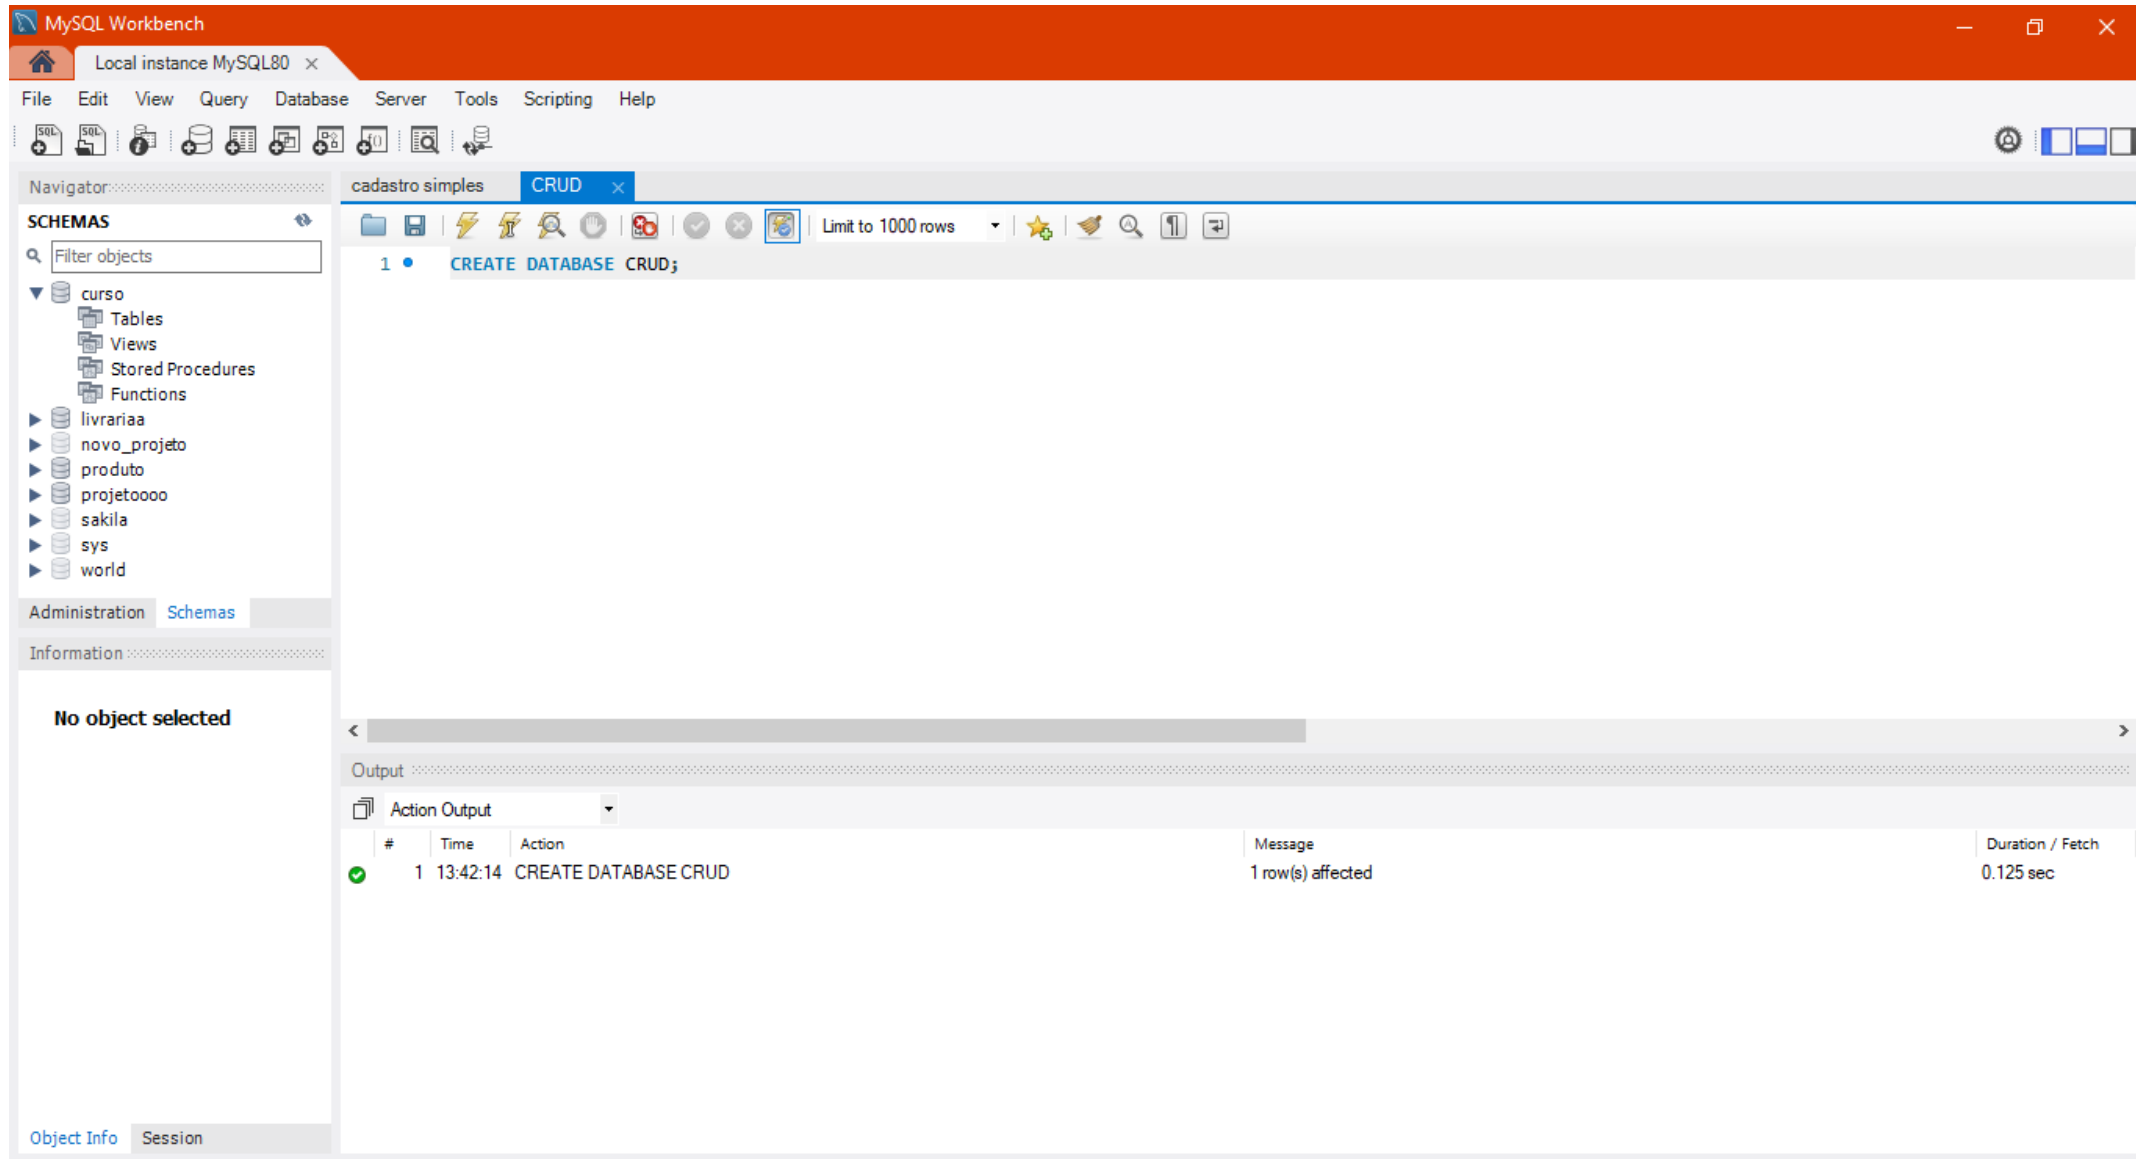 MySQL Workbench
Local instance MySQL80
File Edit View Query Database Server Tools Scripting Help
SQL SQL f()
Navigator
SCHEMAS
Filter objects
curso
Tables
Views
Stored Procedures
Functions
livrariaa
novo_projeto
produto
projetoooo
sakila
sys
world
Administration Schemas
Information
No object selected
Object Info Session
cadastro simples CRUD
Limit to 1000 rows
1 CREATE DATABASE CRUD;
Output
Action Output
# Time Action Message Duration / Fetch
1 13:42:14 CREATE DATABASE CRUD 1 row(s) affected 0.125 sec